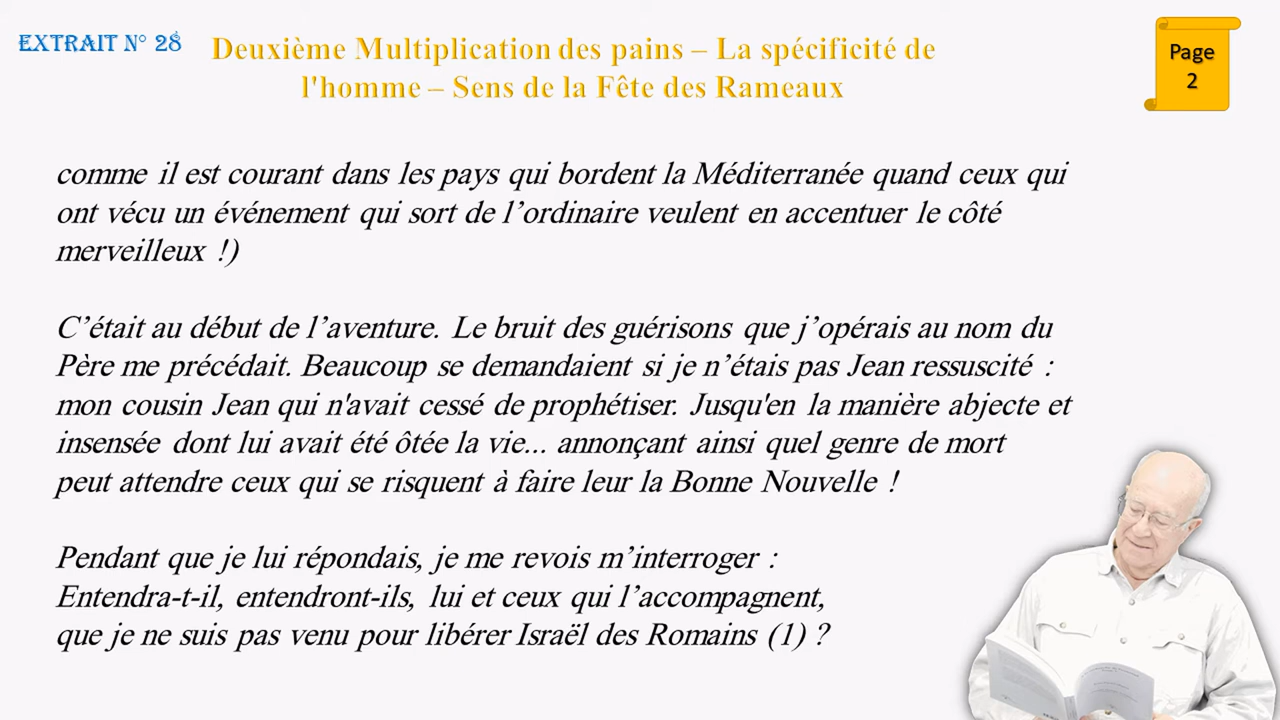 EXTRAIT N° 28
Deuxième Multiplication des pains – La spécificité de
l'homme – Sens de la Fête des Rameaux
Page
2
comme il est courant dans les pays qui bordent la Méditerranée quand ceux qui
ont vécu un événement qui sort de l’ordinaire veulent en accentuer le côté
merveilleux !)
C’était au début de l’aventure. Le bruit des guérisons que j’opérais au nom du
Père me précédait. Beaucoup se demandaient si je n’étais pas Jean ressuscité :
mon cousin Jean qui n'avait cessé de prophétiser. Jusqu'en la manière abjecte et
insensée dont lui avait été ôtée la vie... annonçant ainsi quel genre de mort
peut attendre ceux qui se risquent à faire leur la Bonne Nouvelle !
Pendant que je lui répondais, je me revois m’interroger :
Entendra-t-il, entendront-ils, lui et ceux qui l’accompagnent,
que je ne suis pas venu pour libérer Israël des Romains (1) ?